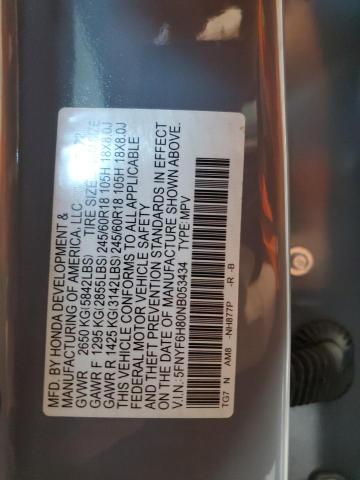 MFD. BY HONDA DEVELOPMENT &
MANUFACTURING OF AMERICA, LLC
GVWR 2650 KG(5842LBS) TIRE SIZE
GAWR F 1295 KG(2855LBS) 245/60R18 105H 18X8.0J
GAWR R 1425 KG(3142LBS) 245/60R18 105H 18X8.0J
THIS VEHICLE CONFORMS TO ALL APPLICABLE
FEDERAL MOTOR VEHICLE SAFETY
AND THEFT PREVENTION STANDARDS IN EFFECT
ON THE DATE OF MANUFACTURE SHOWN ABOVE.
V.I.N.: 5FNYF6H80NB053434 TYPE: MPV
TG7 N AM8 -NH877P -R -B